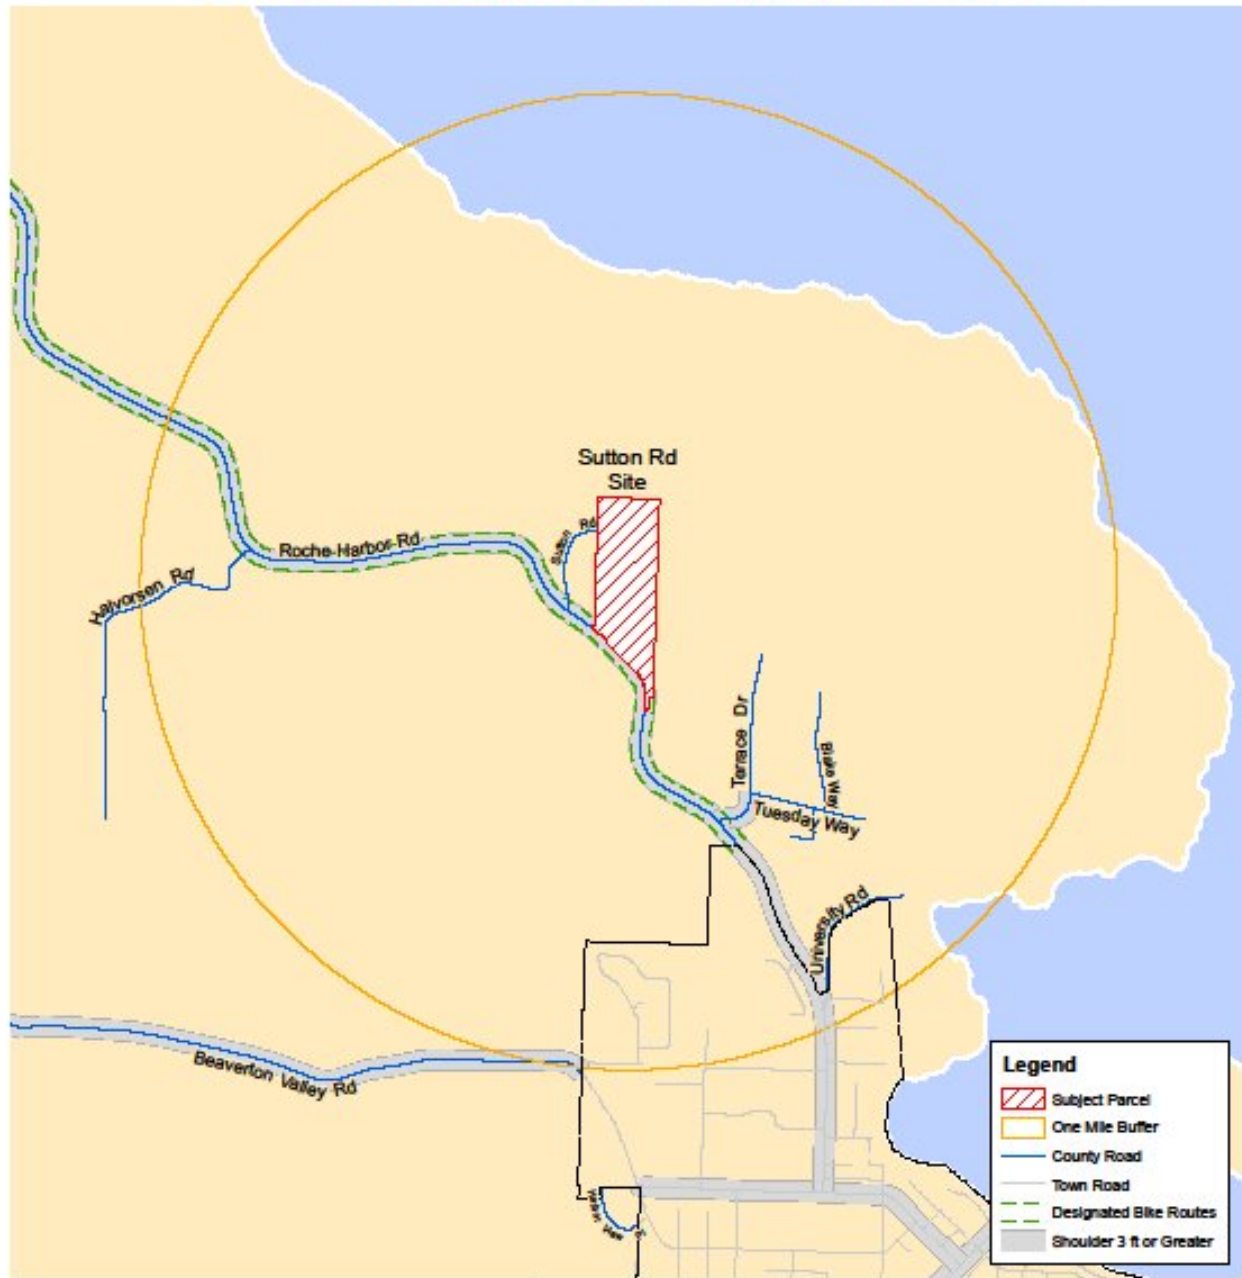 Sutton Rd
Site
Sutton Rd
Roche Harbor Rd
Halvorsen Rd
Terrace Dr
Blake Way
Tuesday Way
University Rd
Beaverton Valley Rd
Legend
Subject Parcel
One Mile Buffer
County Road
Town Road
Designated Bike Routes
Shoulder 3 ft or Greater